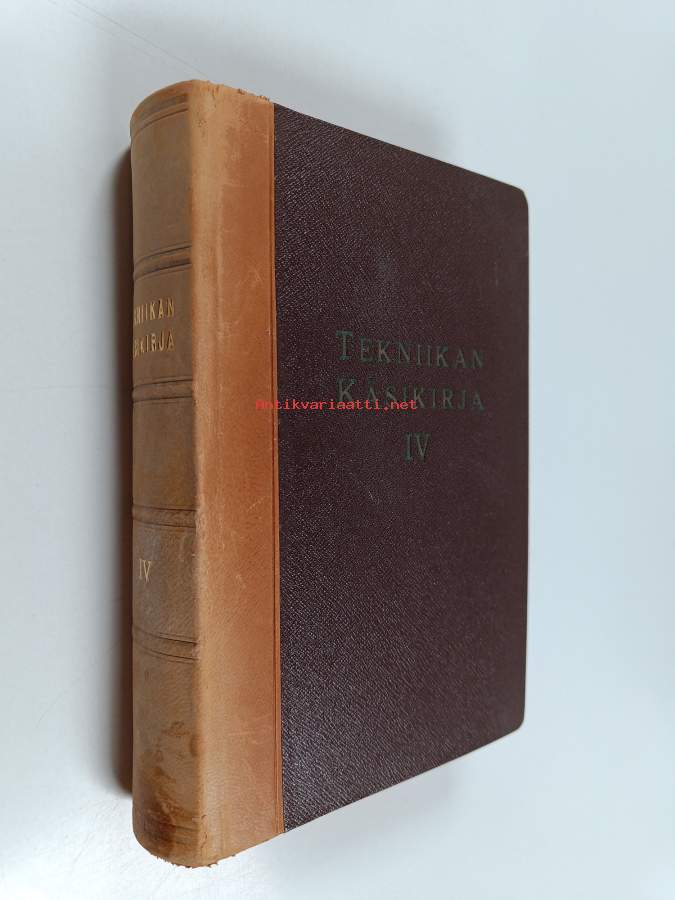 TEKNIIKAN
KÄSIKIRJA
IV
Antikvariaatti.net
IV